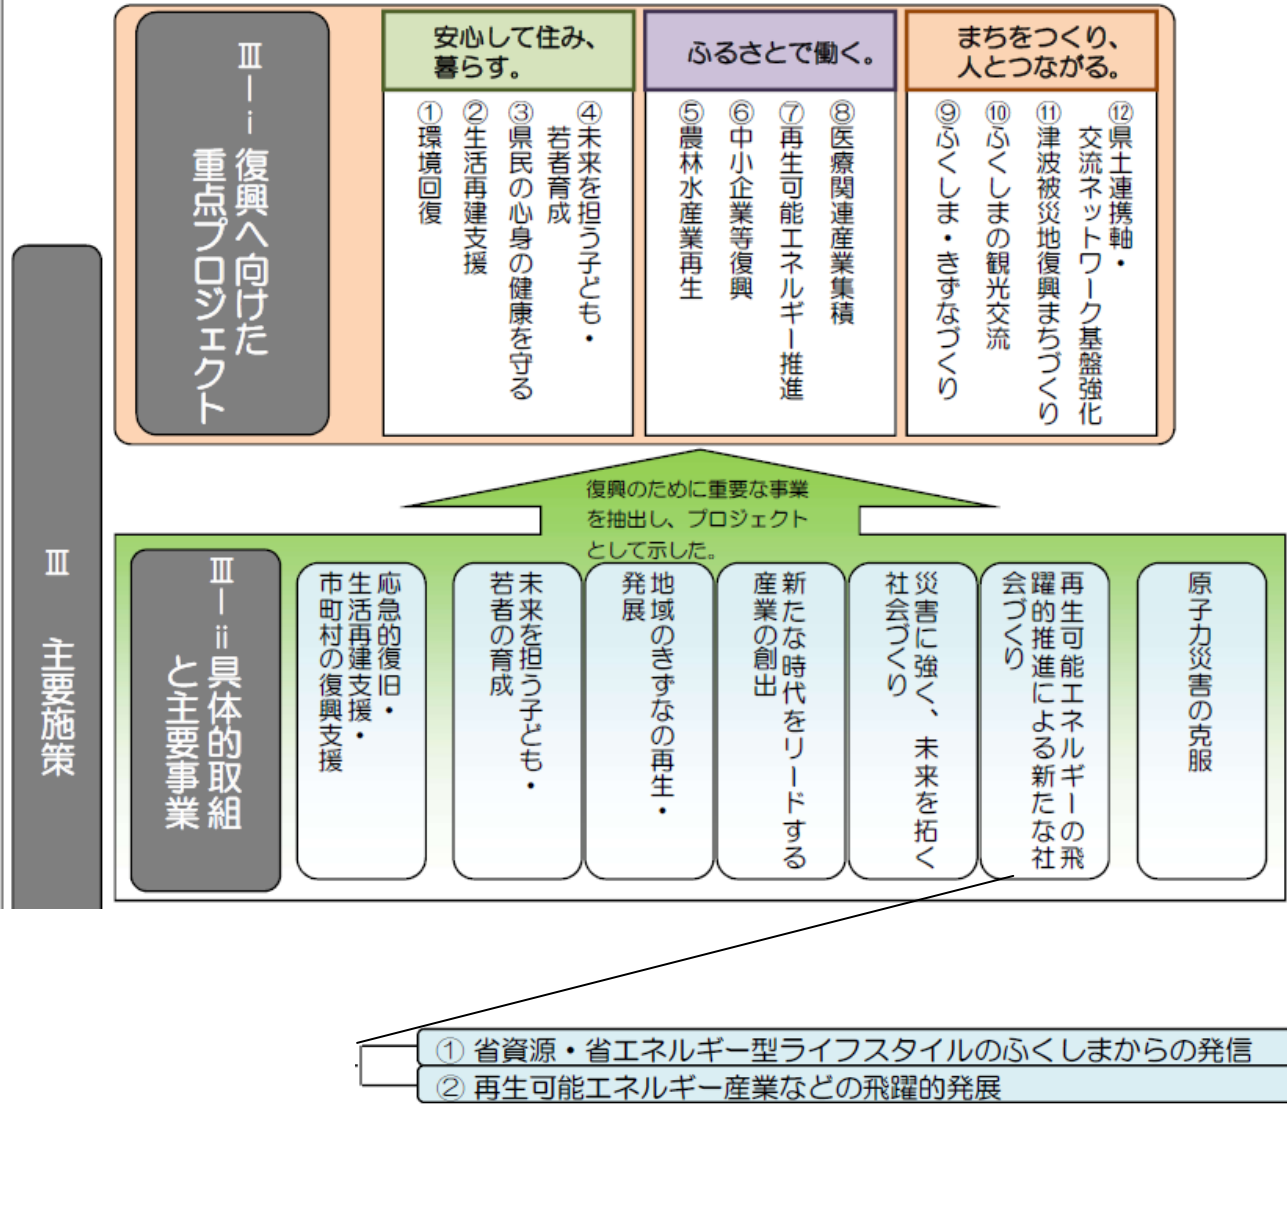 Ⅲ 主要施策
Ⅲーⅰ 復興へ向けた
重点プロジェクト
安心して住み、
暮らす。
①環境回復
②生活再建支援
③県民の心身の健康を守る
④未来を担う子ども・
若者育成
ふるさとで働く。
⑤農林水産業再生
⑥中小企業等復興
⑦再生可能エネルギー推進
⑧医療関連産業集積
まちをつくり、
人とつながる。
⑨ふくしま・きずなづくり
⑩ふくしまの観光交流
⑪津波被災地復興まちづくり
⑫県土連携軸・
交流ネットワーク基盤強化
復興のために重要な事業
を抽出し、プロジェクト
として示した。
Ⅲーⅱ 具体的取組
と主要事業
応急的復旧・
生活再建支援・
市町村の復興支援
未来を担う子ども・
若者の育成
地域のきずなの再生・
発展
新たな時代をリードする
産業の創出
災害に強く、未来を拓く
社会づくり
再生可能エネルギーの飛
躍的推進による新たな社
会づくり
原子力災害の克服
① 省資源・省エネルギー型ライフスタイルのふくしまからの発信
② 再生可能エネルギー産業などの飛躍的発展